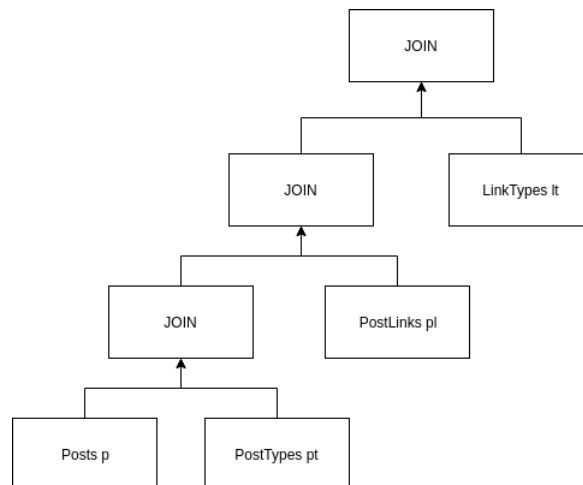 JOIN
JOIN
LinkTypes lt
JOIN
PostLinks pl
Posts p
PostTypes pt